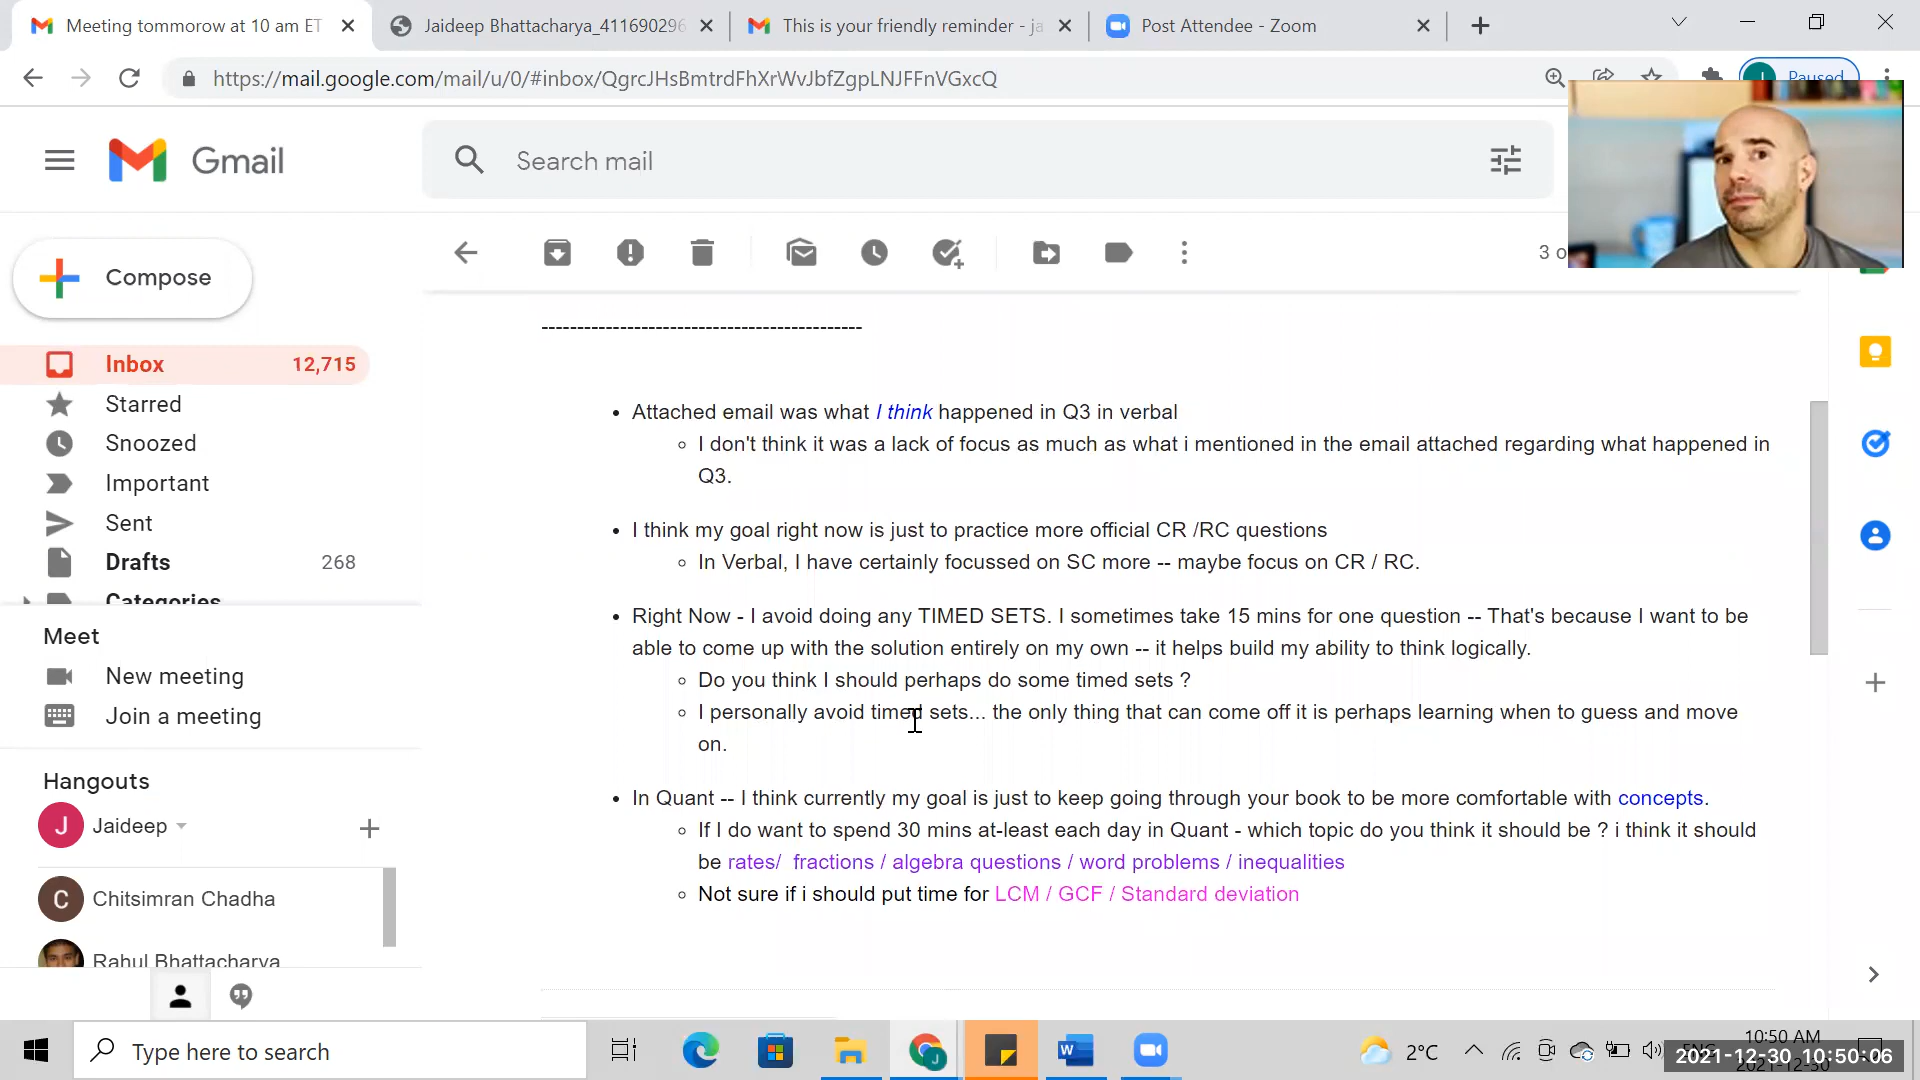 Meeting tommorow at 10 am ET
Jaideep Bhattacharya_411690296
This is your friendly reminder - ja
Post Attendee - Zoom
https://mail.google.com/mail/u/0/#inbox/QgrcJHsBmtrdFhXrWvJbfZgpLNJFFnVGxcQ
J
Paused
Gmail
Search mail
3 o
Compose
Inbox 12,715
Starred
Snoozed
Important
Sent
Drafts 268
Categories
Meet
New meeting
Join a meeting
Hangouts
J Jaideep
C Chitsimran Chadha
Rahul Bhattacharya
--------------------------------------------
• Attached email was what I think happened in Q3 in verbal
◦ I don't think it was a lack of focus as much as what i mentioned in the email attached regarding what happened in
Q3.
• I think my goal right now is just to practice more official CR /RC questions
◦ In Verbal, I have certainly focussed on SC more -- maybe focus on CR / RC.
• Right Now - I avoid doing any TIMED SETS. I sometimes take 15 mins for one question -- That's because I want to be
able to come up with the solution entirely on my own -- it helps build my ability to think logically.
◦ Do you think I should perhaps do some timed sets ?
◦ I personally avoid timed sets... the only thing that can come off it is perhaps learning when to guess and move
on.
• In Quant -- I think currently my goal is just to keep going through your book to be more comfortable with concepts.
◦ If I do want to spend 30 mins at-least each day in Quant - which topic do you think it should be ? i think it should
be rates/  fractions / algebra questions / word problems / inequalities
◦ Not sure if i should put time for LCM / GCF / Standard deviation
Type here to search
2°C
10:50 AM
2021-12-30 10:50:06